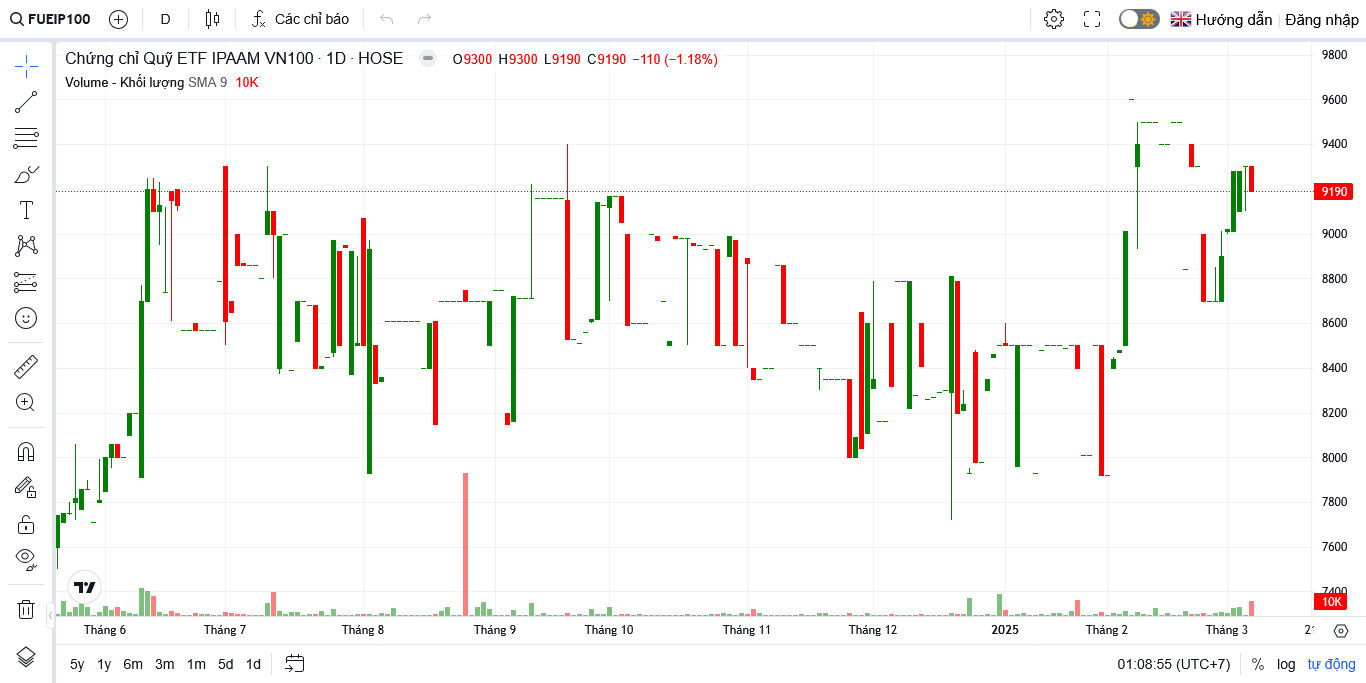 FUEIP100
D
Các chỉ báo
Hướng dẫn
Đăng nhập
Chứng chỉ Quỹ ETF IPAAM VN100 · 1D · HOSE
O9300 H9300 L9190 C9190 −110 (−1.18%)
Volume - Khối lượng SMA 9 10K
9800
9600
9400
9190
9000
8800
8600
8400
8200
8000
7800
7600
7400
10K
Tháng 6 Tháng 7 Tháng 8 Tháng 9 Tháng 10 Tháng 11 Tháng 12 2025 Tháng 2 Tháng 3 21
5y 1y 6m 3m 1m 5d 1d
01:08:55 (UTC+7) % log tự động